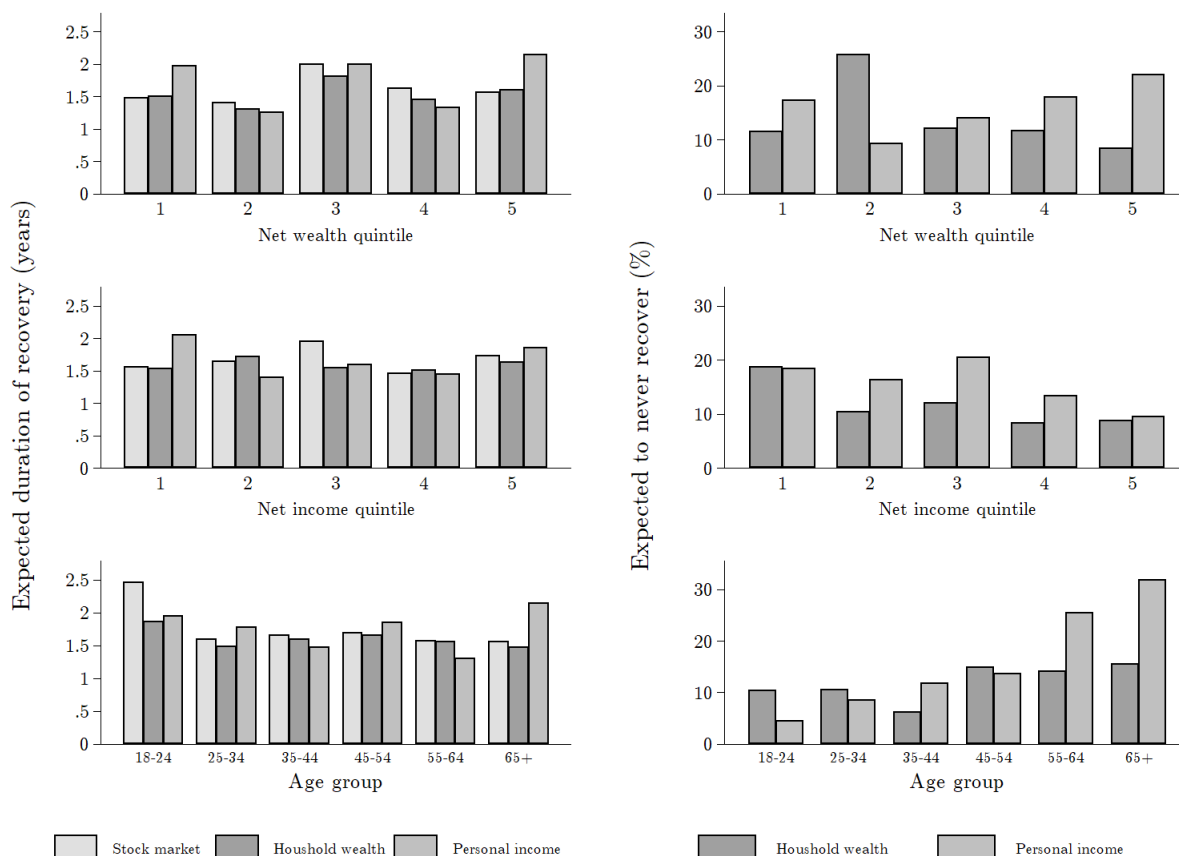 Expected duration of recovery (years)
2.5
2
1.5
1
.5
0
1 2 3 4 5
Net wealth quintile
2.5
2
1.5
1
.5
0
1 2 3 4 5
Net income quintile
2.5
2
1.5
1
.5
0
18-24 25-34 35-44 45-54 55-64 65+
Age group
Stock market Houshold wealth Personal income
Expected to never recover (%)
30
20
10
0
1 2 3 4 5
Net wealth quintile
30
20
10
0
1 2 3 4 5
Net income quintile
30
20
10
0
18-24 25-34 35-44 45-54 55-64 65+
Age group
Houshold wealth Personal income